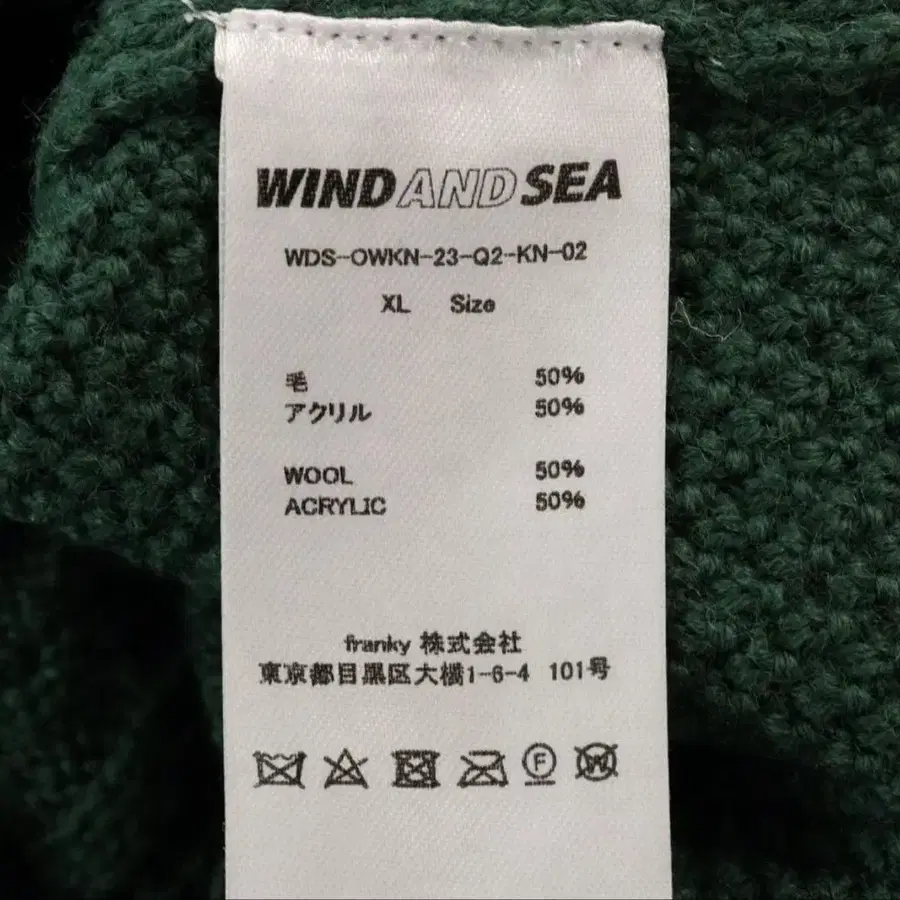 WIND AND SEA
WDS-OWKN-23-Q2-KN-02
XL Size
毛 50%
アクリル 50%
WOOL 50%
ACRYLIC 50%
franky 株式会社
東京都目黒区大橋1-6-4 101号
F W